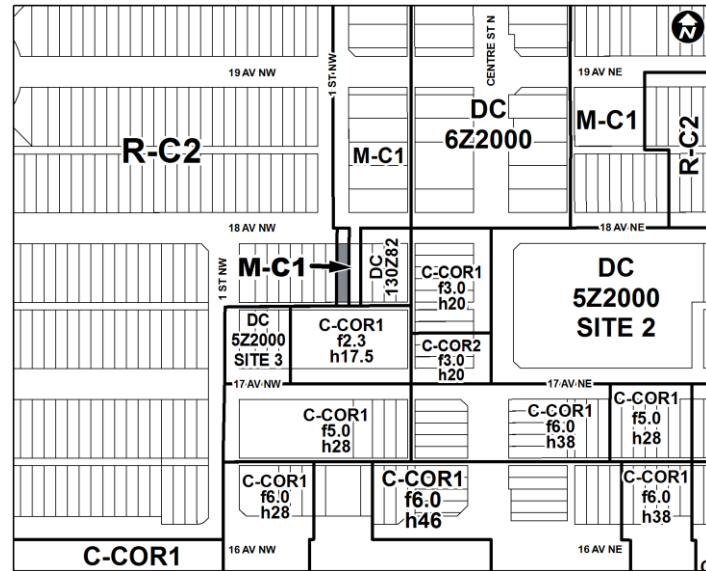 N
19 AV NW
1 ST NW
CENTRE ST N
19 AV NE
DC
6Z2000
M-C1
R-C2
R-C2
M-C1
18 AV NW
18 AV NE
1 ST NW
M-C1
DC
130Z82
C-COR1
f3.0
h20
DC
5Z2000
SITE 2
DC
5Z2000
SITE 3
C-COR1
f2.3
h17.5
C-COR2
f3.0
h20
17 AV NW
17 AV NE
C-COR1
f5.0
h28
C-COR1
f6.0
h38
C-COR1
f5.0
h28
C-COR1
f6.0
h28
C-COR1
f6.0
h46
C-COR1
f6.0
h38
16 AV NW
16 AV NE
C-COR1